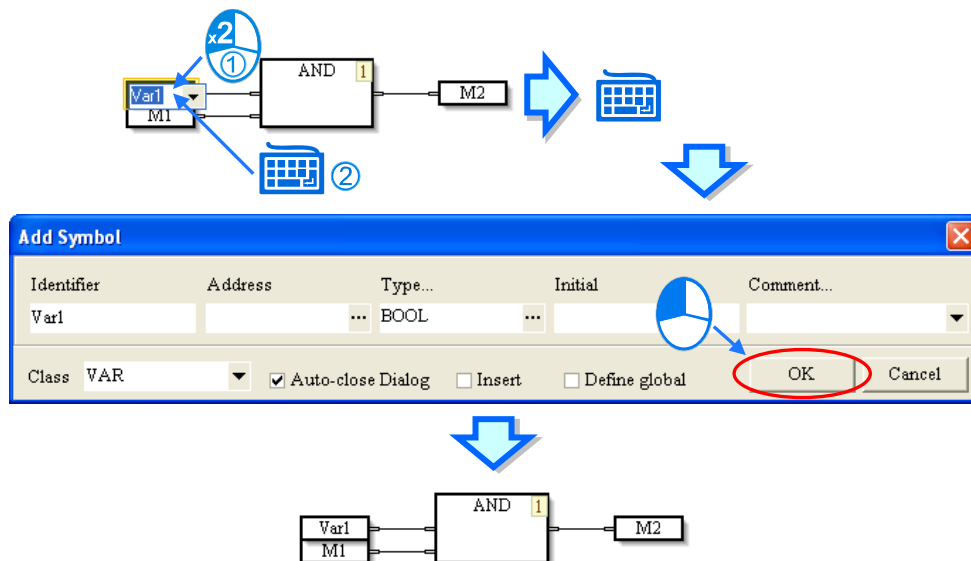 x2
①
AND 1
Var1
M1
M2
②
Add Symbol
Identifier Address Type... Initial Comment...
Var1 ... BOOL ...
Class VAR Auto-close Dialog Insert Define global OK Cancel
AND 1
Var1
M1
M2